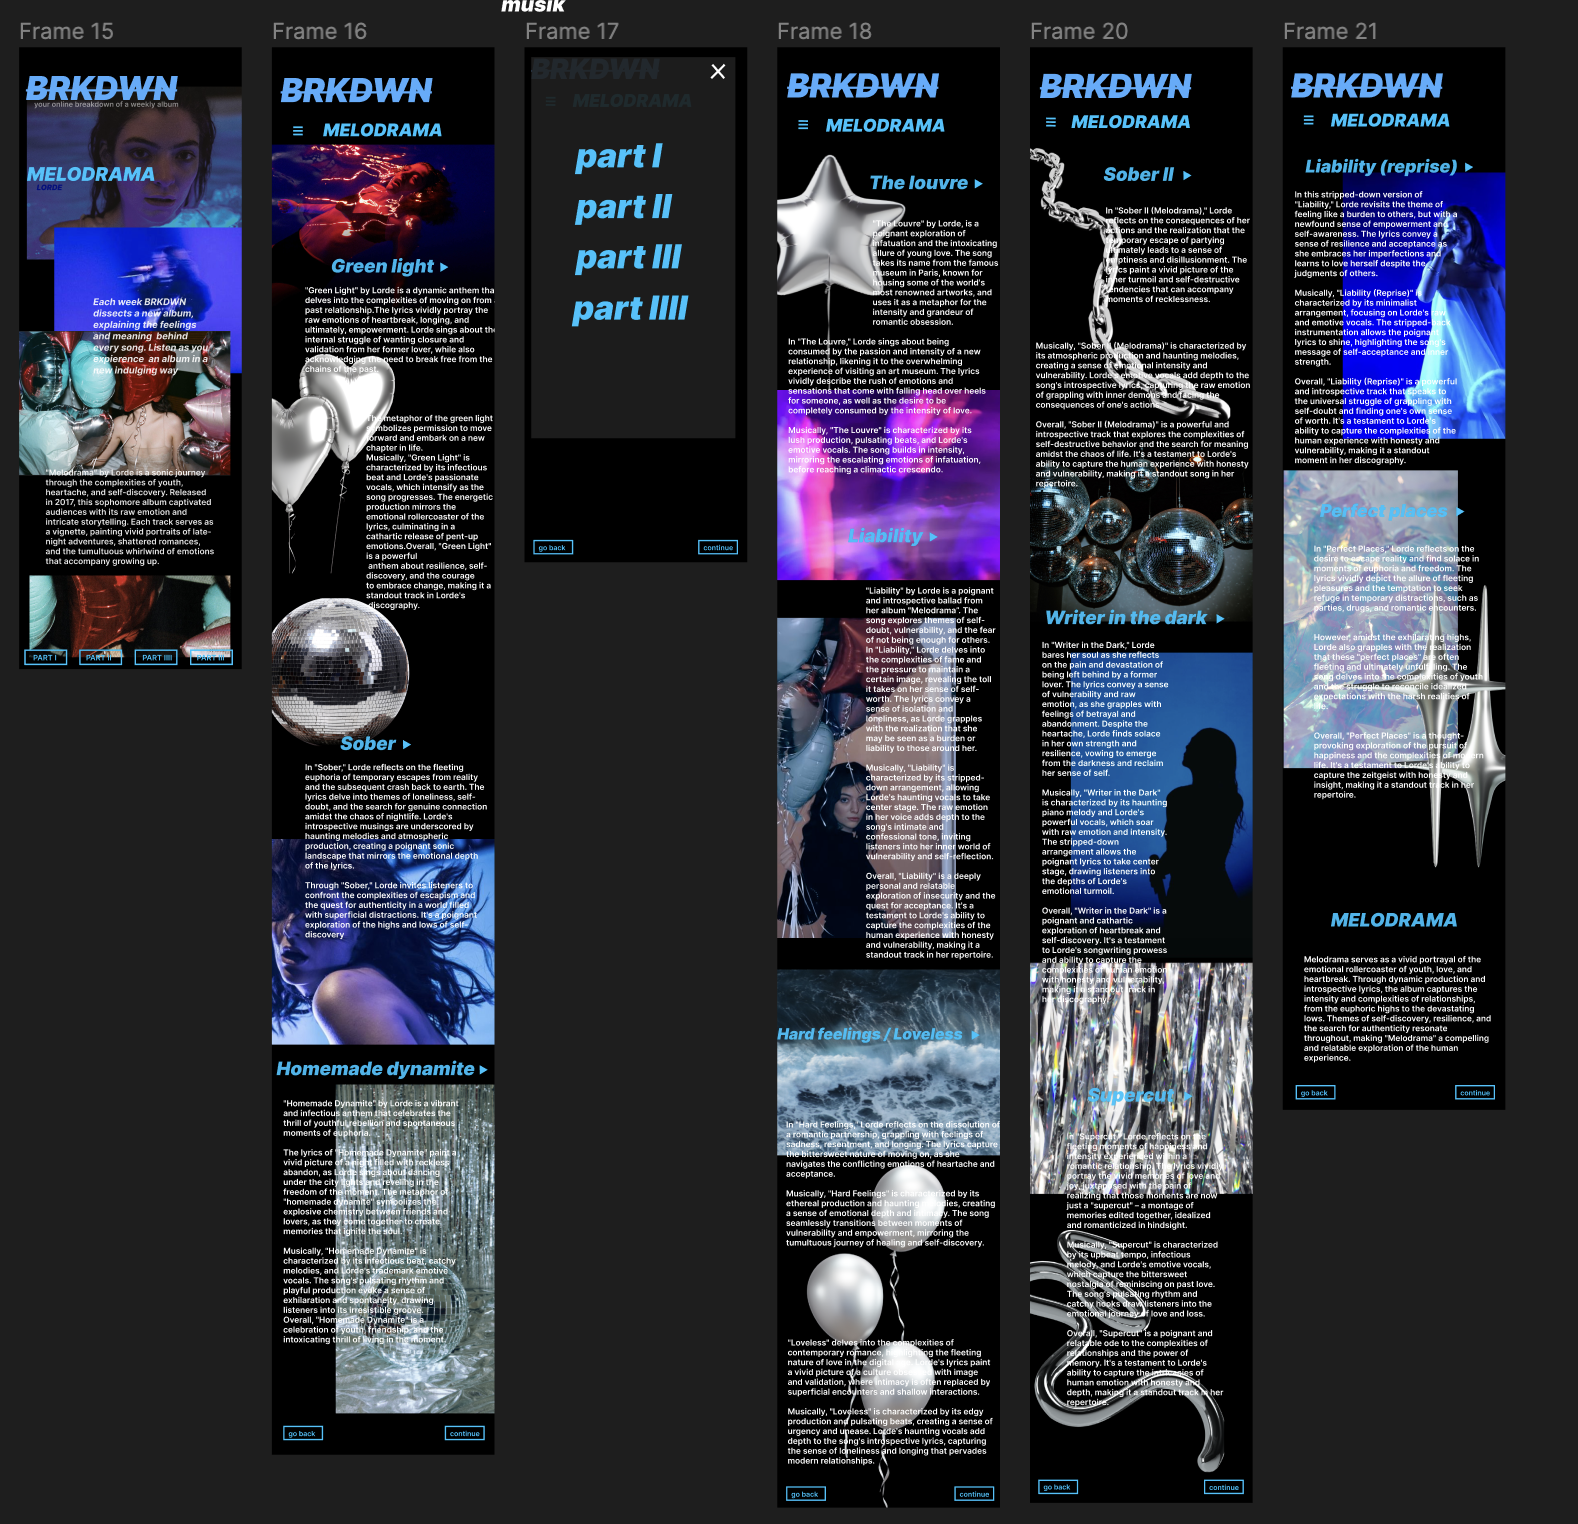 musik
Frame 15
BRKDWN
your online breakdown of a weekly album
MELODRAMA
LORDE
Each week BRKDWN
dissects a new album,
explaining the feelings
and meaning behind
every song. Listen as you
expierence an album in a
new indulging way
"Melodrama" by Lorde is a sonic journey
through the complexities of youth,
heartache, and self-discovery. Released
in 2017, this sophomore album captivated
audiences with its raw emotion and
intricate storytelling. Each track serves as
a vignette, painting vivid portraits of late-
night adventures, shattered romances,
and the tumultuous whirlwind of emotions
that accompany growing up.
PART I
PART II
PART IIII
PART III
Frame 16
BRKDWN
MELODRAMA
Green light
"Green Light" by Lorde is a dynamic anthem tha
delves into the complexities of moving on from
past relationship.The lyrics vividly portray the
raw emotions of heartbreak, longing, and
ultimately, empowerment. Lorde sings about the
internal struggle of wanting closure and
validation from her former lover, while also
acknowledging the need to break free from the
chains of the past.
The metaphor of the green light
symbolizes permission to move
forward and embark on a new
chapter in life.
Musically, "Green Light" is
characterized by its infectious
beat and Lorde's passionate
vocals, which intensify as the
song progresses. The energetic
production mirrors the
emotional rollercoaster of the
lyrics, culminating in a
cathartic release of pent-up
emotions.Overall, "Green Light"
is a powerful
anthem about resilience, self-
discovery, and the courage
to embrace change, making it a
standout track in Lorde's
discography.
Sober
In "Sober," Lorde reflects on the fleeting
euphoria of temporary escapes from reality
and the subsequent crash back to earth. The
lyrics delve into themes of loneliness, self-
doubt, and the search for genuine connection
amidst the chaos of nightlife. Lorde's
introspective musings are underscored by
haunting melodies and atmospheric
production, creating a poignant sonic
landscape that mirrors the emotional depth
of the lyrics.
Through "Sober," Lorde invites listeners to
confront the complexities of escapism and
the quest for authenticity in a world filled
with superficial distractions. It's a poignant
exploration of the highs and lows of self-
discovery
Homemade dynamite
"Homemade Dynamite" by Lorde is a vibrant
and infectious anthem that celebrates the
thrill of youthful rebellion and spontaneous
moments of euphoria.
The lyrics of "Homemade Dynamite" paint a
vivid picture of a night filled with reckless
abandon, as Lorde sings about dancing
under the city lights and reveling in the
freedom of the moment. The metaphor of
"homemade dynamite" symbolizes the
explosive chemistry between friends and
lovers, as they come together to create
memories that ignite the soul.
Musically, "Homemade Dynamite" is
characterized by its infectious beat, catchy
melodies, and Lorde's trademark emotive
vocals. The song's pulsating rhythm and
playful production evoke a sense of
exhilaration and spontaneity, drawing
listeners into its irresistible groove.
Overall, "Homemade Dynamite" is a
celebration of youth, friendship, and the
intoxicating thrill of living in the moment.
go back
continue
Frame 17
BRKDWN
MELODRAMA
part I
part II
part III
part IIII
go back
continue
Frame 18
BRKDWN
MELODRAMA
The louvre
"The Louvre" by Lorde, is a
poignant exploration of
infatuation and the intoxicating
allure of young love. The song
takes its name from the famous
museum in Paris, known for
housing some of the world's
most renowned artworks, and
uses it as a metaphor for the
intensity and grandeur of
romantic obsession.
In "The Louvre," Lorde sings about being
consumed by the passion and intensity of a new
relationship, likening it to the overwhelming
experience of visiting an art museum. The lyrics
vividly describe the rush of emotions and
sensations that come with falling head over heels
for someone, as well as the desire to be
completely consumed by the intensity of love.
Musically, "The Louvre" is characterized by its
lush production, pulsating beats, and Lorde's
emotive vocals. The song builds in intensity,
mirroring the escalating emotions of infatuation,
before reaching a climactic crescendo.
Liability
"Liability" by Lorde is a poignant
and introspective ballad from
her album "Melodrama". The
song explores themes of self-
doubt, vulnerability, and the fear
of not being enough for others.
In "Liability," Lorde delves into
the complexities of fame and
the pressure to maintain a
certain image, revealing the toll
it takes on her sense of self-
worth. The lyrics convey a
sense of isolation and
loneliness, as Lorde grapples
with the realization that she
may be seen as a burden or
liability to those around her.
Musically, "Liability" is
characterized by its stripped-
down arrangement, allowing
Lorde's haunting vocals to take
center stage. The raw emotion
in her voice adds depth to the
song's intimate and
confessional tone, inviting
listeners into her inner world of
vulnerability and self-reflection.
Overall, "Liability" is a deeply
personal and relatable
exploration of insecurity and the
quest for acceptance. It's a
testament to Lorde's ability to
capture the complexities of the
human experience with honesty
and vulnerability, making it a
standout track in her repertoire.
Hard feelings / Loveless
In "Hard Feelings," Lorde reflects on the dissolution of
a romantic partnership, grappling with feelings of
sadness, resentment, and longing. The lyrics capture
the bittersweet nature of moving on, as she
navigates the conflicting emotions of heartache and
acceptance.
Musically, "Hard Feelings" is characterized by its
ethereal production and haunting melodies, creating
a sense of emotional depth and intimacy. The song
seamlessly transitions between moments of
vulnerability and empowerment, mirroring the
tumultuous journey of healing and self-discovery.
"Loveless" delves into the complexities of
contemporary romance, highlighting the fleeting
nature of love in the digital age. Lorde's lyrics paint
a vivid picture of a culture obsessed with image
and validation, where intimacy is often replaced by
superficial encounters and shallow interactions.
Musically, "Loveless" is characterized by its edgy
production and pulsating beats, creating a sense of
urgency and unease. Lorde's haunting vocals add
depth to the song's introspective lyrics, capturing
the sense of loneliness and longing that pervades
modern relationships.
go back
continue
Frame 20
BRKDWN
MELODRAMA
Sober II
In "Sober II (Melodrama)," Lorde
reflects on the consequences of her
actions and the realization that the
temporary escape of partying
ultimately leads to a sense of
emptiness and disillusionment. The
lyrics paint a vivid picture of the
inner turmoil and self-destructive
tendencies that can accompany
moments of recklessness.
Musically, "Sober II (Melodrama)" is characterized by
its atmospheric production and haunting melodies,
creating a sense of emotional intensity and
vulnerability. Lorde's emotive vocals add depth to the
song's introspective lyrics, capturing the raw emotion
of grappling with inner demons and facing the
consequences of one's actions.
Overall, "Sober II (Melodrama)" is a powerful and
introspective track that explores the complexities of
self-destructive behavior and the search for meaning
amidst the chaos of life. It's a testament to Lorde's
ability to capture the human experience with honesty
and vulnerability, making it a standout song in her
repertoire.
Writer in the dark
In "Writer in the Dark," Lorde
bares her soul as she reflects
on the pain and devastation of
being left behind by a former
lover. The lyrics convey a sense
of vulnerability and raw
emotion, as she grapples with
feelings of betrayal and
abandonment. Despite the
heartache, Lorde finds solace
in her own strength and
resilience, vowing to emerge
from the darkness and reclaim
her sense of self.
Musically, "Writer in the Dark"
is characterized by its haunting
piano melody and Lorde's
powerful vocals, which soar
with raw emotion and intensity.
The stripped-down
arrangement allows the
poignant lyrics to take center
stage, drawing listeners into
the depths of Lorde's
emotional turmoil.
Overall, "Writer in the Dark" is a
poignant and cathartic
exploration of heartbreak and
self-discovery. It's a testament
to Lorde's songwriting prowess
and ability to capture the
complexities of human emotion
with honesty and vulnerability,
making it a standout track in
her discography.
Supercut
In "Supercut" Lorde reflects on the
fleeting moments of happiness and
intensity experienced within a
romantic relationship. The lyrics vividly
portray the vivid memories of love and
joy, juxtaposed with the pain of
realizing that those moments are now
just a "supercut" – a montage of
memories edited together, idealized
and romanticized in hindsight.
Musically, "Supercut" is characterized
by its upbeat tempo, infectious
melody, and Lorde's emotive vocals,
which capture the bittersweet
nostalgia of reminiscing on past love.
The song's pulsating rhythm and
catchy hooks draw listeners into the
emotional journey of love and loss.
Overall, "Supercut" is a poignant and
relatable ode to the complexities of
relationships and the power of
memory. It's a testament to Lorde's
ability to capture the intricacies of
human emotion with honesty and
depth, making it a standout track in her
repertoire.
go back
continue
Frame 21
BRKDWN
MELODRAMA
Liability (reprise)
In this stripped-down version of
"Liability," Lorde revisits the theme of
feeling like a burden to others, but with a
newfound sense of empowerment and
self-awareness. The lyrics convey a
sense of resilience and acceptance as
she embraces her imperfections and
learns to love herself despite the
judgments of others.
Musically, "Liability (Reprise)" is
characterized by its minimalist
arrangement, focusing on Lorde's raw
and emotive vocals. The stripped-back
instrumentation allows the poignant
lyrics to shine, highlighting the song's
message of self-acceptance and inner
strength.
Overall, "Liability (Reprise)" is a powerful
and introspective track that speaks to
the universal struggle of grappling with
self-doubt and finding one's own sense
of worth. It's a testament to Lorde's
ability to capture the complexities of the
human experience with honesty and
vulnerability, making it a standout
moment in her discography.
Perfect places
In "Perfect Places," Lorde reflects on the
desire to escape reality and find solace in
moments of euphoria and freedom. The
lyrics vividly depict the allure of fleeting
pleasures and the temptation to seek
refuge in temporary distractions, such as
parties, drugs, and romantic encounters.
However amidst the exhilarating highs,
Lorde also grapples with the realization
that these "perfect places" are often
fleeting and ultimately unfulfilling. The
song delves into the complexities of youth
and the struggle to reconcile idealized
expectations with the harsh realities of
life.
Overall, "Perfect Places" is a thought-
provoking exploration of the pursuit of
happiness and the complexities of modern
life. It's a testament to Lorde's ability to
capture the zeitgeist with honesty and
insight, making it a standout track in her
repertoire.
MELODRAMA
Melodrama serves as a vivid portrayal of the
emotional rollercoaster of youth, love, and
heartbreak. Through dynamic production and
introspective lyrics, the album captures the
intensity and complexities of relationships,
from the euphoric highs to the devastating
lows. Themes of self-discovery, resilience, and
the search for authenticity resonate
throughout, making "Melodrama" a compelling
and relatable exploration of the human
experience.
go back
continue